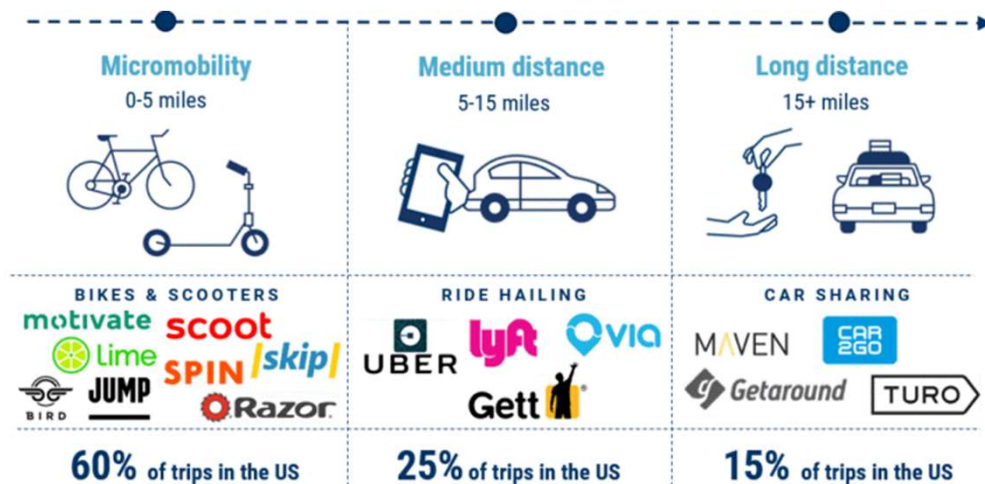 Micromobility
0-5 miles
Medium distance
5-15 miles
Long distance
15+ miles
BIKES & SCOOTERS
motivate
scoot
Lime
SPIN
/skip/
BIRD
JUMP
Razor
RIDE HAILING
UBER
lyft
via
Gett®
CAR SHARING
MAVEN
CAR
2GO
Getaround
TURO
60% of trips in the US
25% of trips in the US
15% of trips in the US